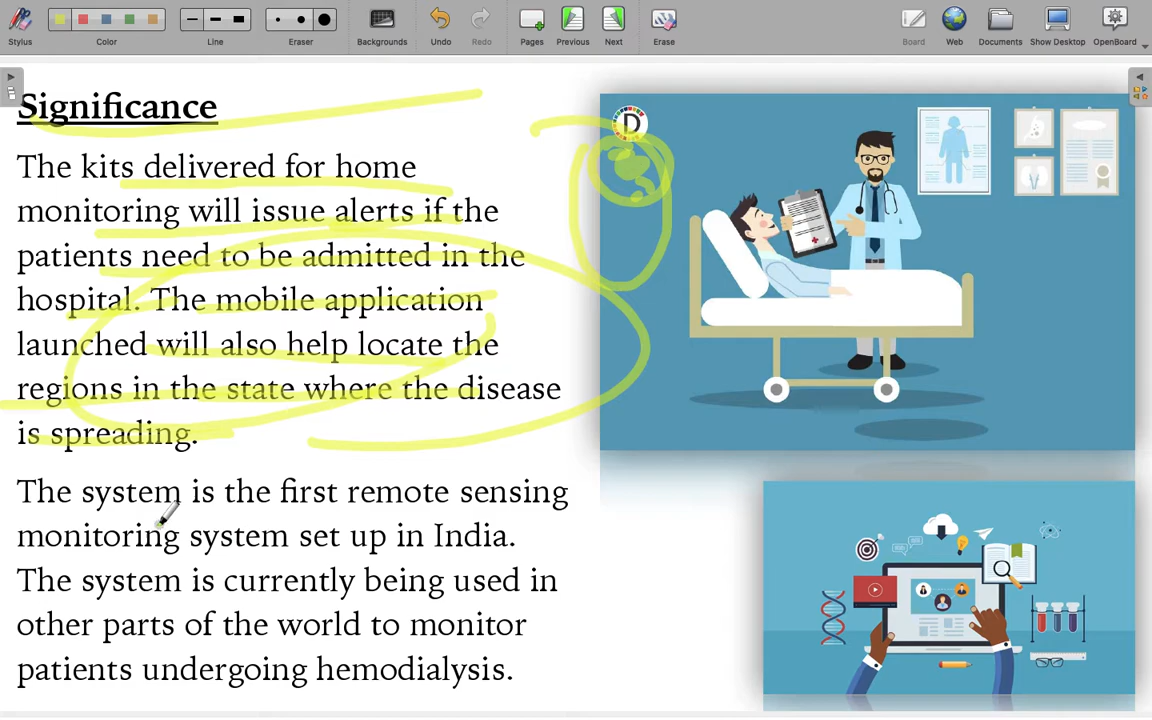 Stylus
Color
Line
Eraser
Backgrounds
Undo
Redo
Pages
Previous
Next
Erase
Board
Web
Documents
Show Desktop
OpenBoard
Significance
The kits delivered for home
monitoring will issue alerts if the
patients need to be admitted in the
hospital. The mobile application
launched will also help locate the
regions in the state where the disease
is spreading.
The system is the first remote sensing
monitoring system set up in India.
The system is currently being used in
other parts of the world to monitor
patients undergoing hemodialysis.
D